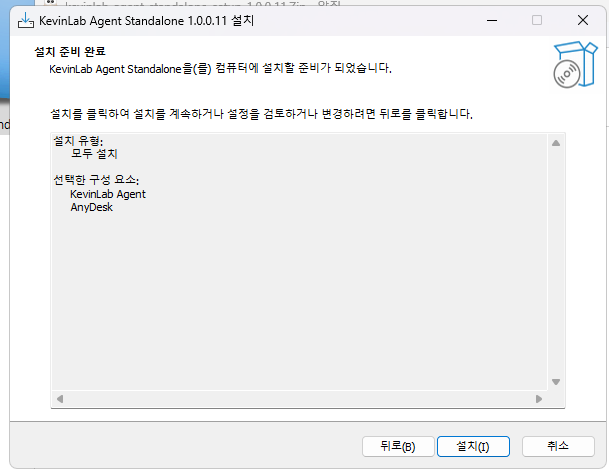 KevinLab Agent Standalone 1.0.0.11 설치
설치 준비 완료
KevinLab Agent Standalone을(를) 컴퓨터에 설치할 준비가 되었습니다.
설치를 클릭하여 설치를 계속하거나 설정을 검토하거나 변경하려면 뒤로를 클릭합니다.
설치 유형:
모두 설치
선택한 구성 요소:
KevinLab Agent
AnyDesk
뒤로(B)
설치(I)
취소